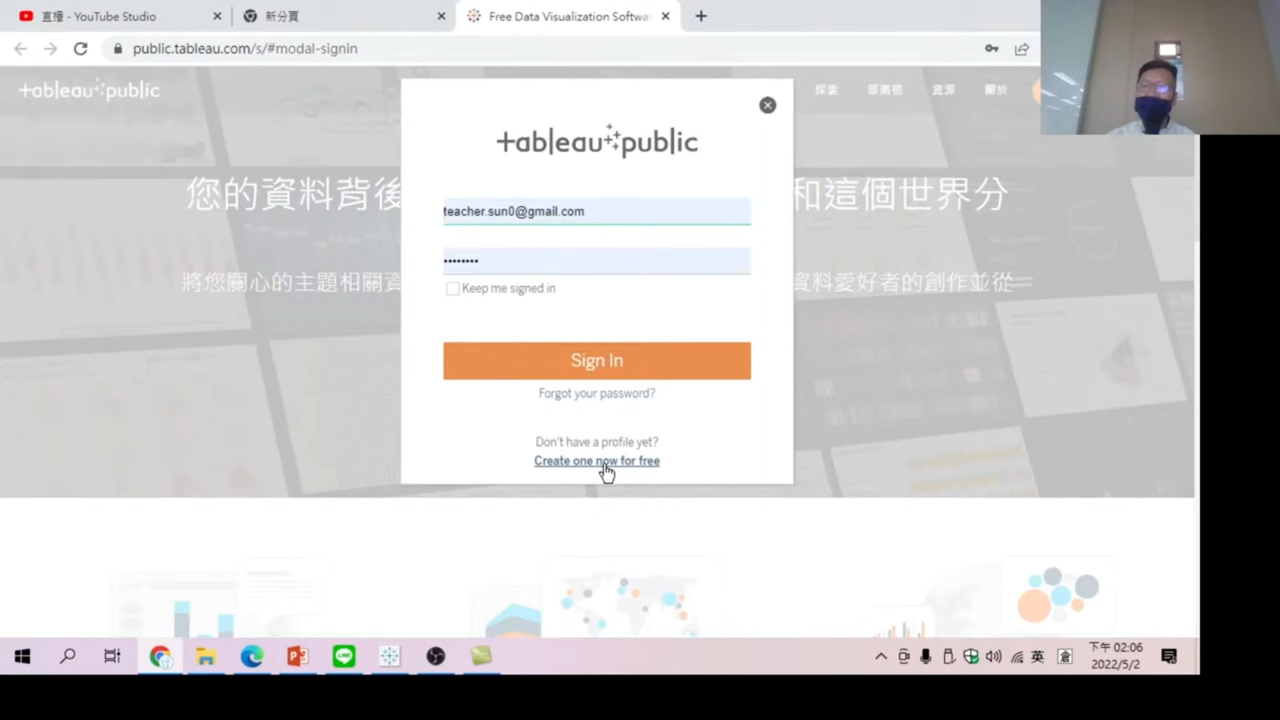 直播 - YouTube Studio
新分頁
Free Data Visualization Softwa
public.tableau.com/s/#modal-signin
tableau public
探索
部落格
資源
關於
tableau public
您的資料背後
和這個世界分
teacher.sun0@gmail.com
••••••••
將您關心的主題相關資
資料愛好者的創作並從
Keep me signed in
Sign In
Forgot your password?
Don't have a profile yet?
Create one now for free
英
下午 02:06
2022/5/2